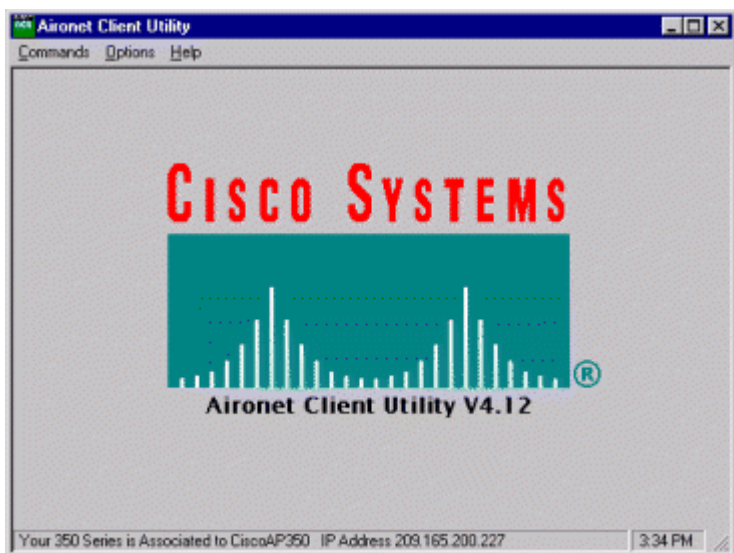 Aironet Client Utility
Commands Options Help
CISCO SYSTEMS
®
Aironet Client Utility V4.12
Your 350 Series is Associated to CiscoAP350 IP Address 209.165.200.227 3:34 PM